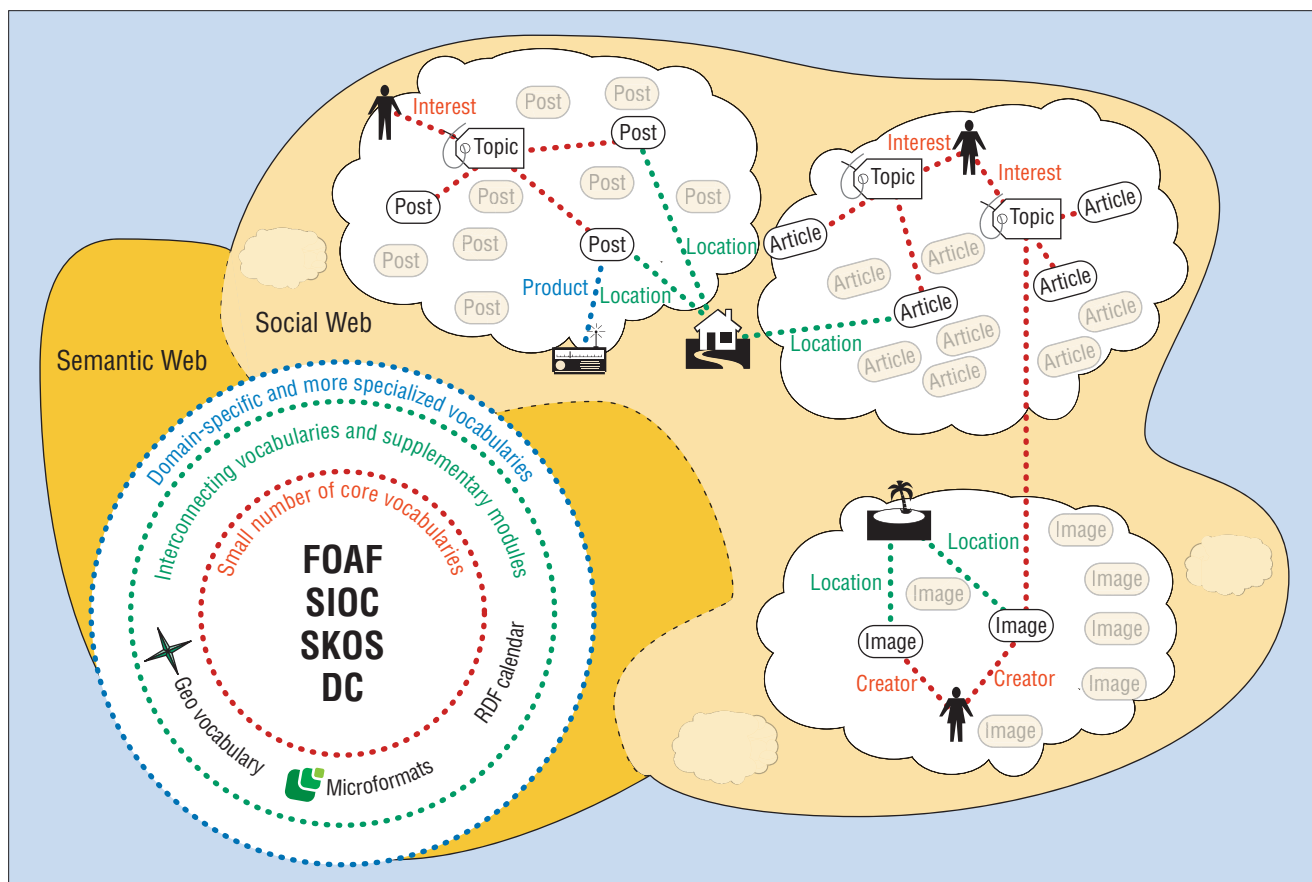 Interest
Post
Post
Topic
Post
Post
Post
Post
Post
Post
Post
Post
Post
Location
Location
Product
Post
Interest
Interest
Topic
Topic
Article
Article
Article
Article
Article
Article
Article
Article
Article
Article
Article
Location
Social Web
Semantic Web
Domain-specific and more specialized vocabularies
Interconnecting vocabularies and supplementary modules
Small number of core vocabularies
FOAF
SIOC
SKOS
DC
Geo vocabulary
Microformats
RDF calendar
Location
Location
Image
Image
Image
Image
Image
Image
Image
Image
Creator
Creator